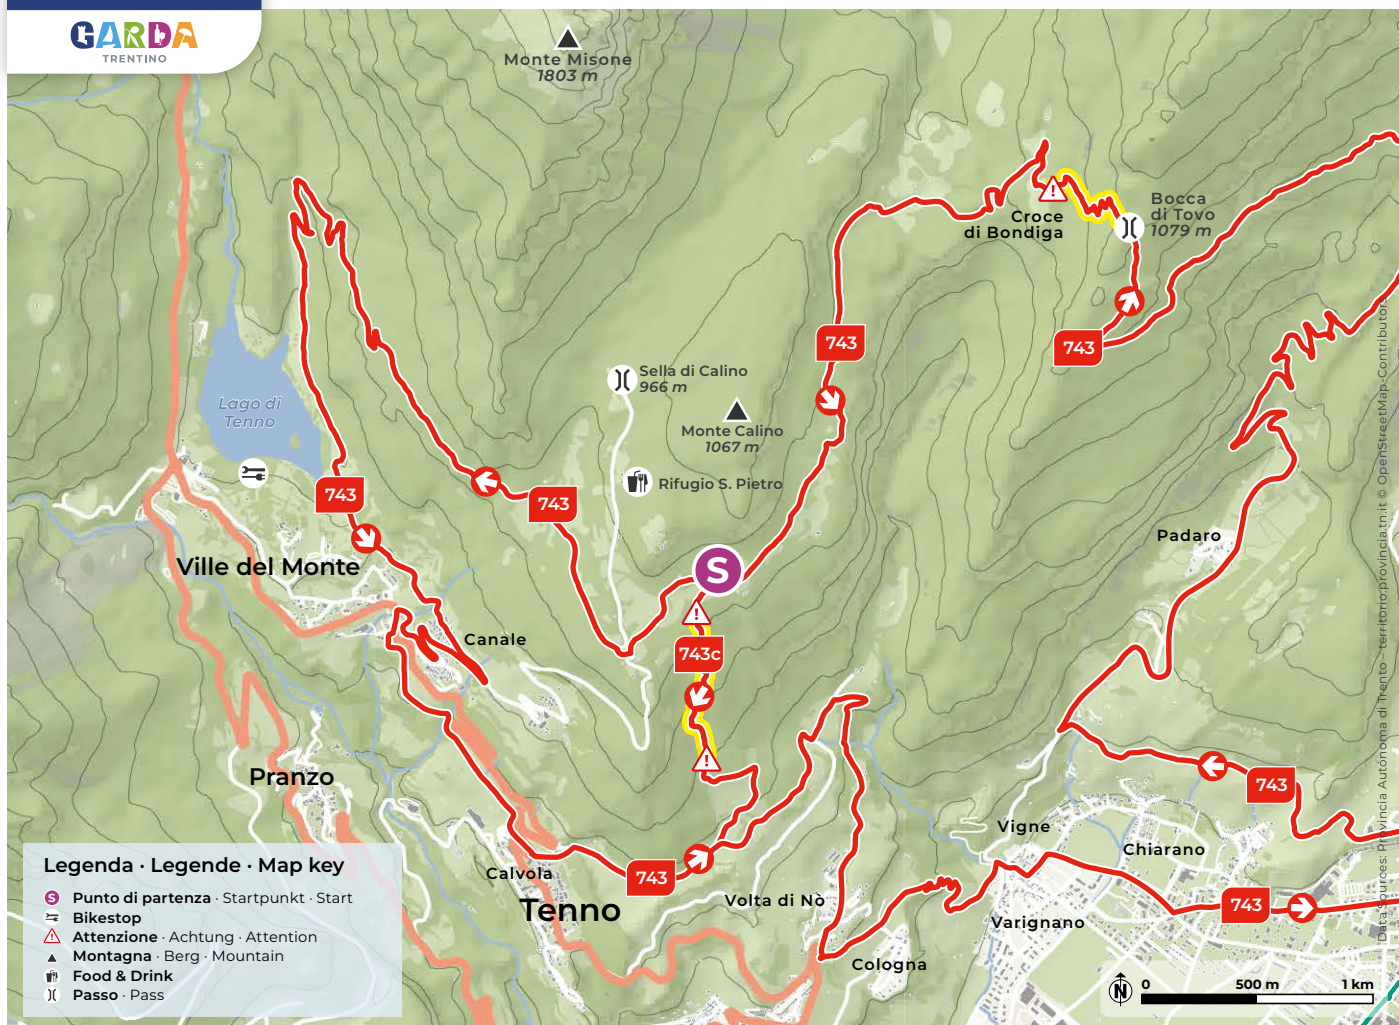 GARDA
TRENTINO
Monte Misone
1803 m
Bocca
di Tovo
1079 m
Croce
di Bondiga
743
743
Sella di Calino
966 m
Lago di
Tenno
Monte Calino
1067 m
Rifugio S. Pietro
743
743
Padaro
Ville del Monte
S
Canale
743c
Pranzo
743
Vigne
Chiarano
Calvola
743
Tenno
Volta di Nò
743
Varignano
Cologna
Legenda · Legende · Map key
S Punto di partenza · Startpunkt · Start
Bikestop
! Attenzione · Achtung · Attention
Montagna · Berg · Mountain
Food & Drink
Passo · Pass
N
0 500 m 1 km
!
!
!
Data Sources: Provincia Autonoma di Trento – territorio.provincia.tn.it © OpenStreetMap-Contributors